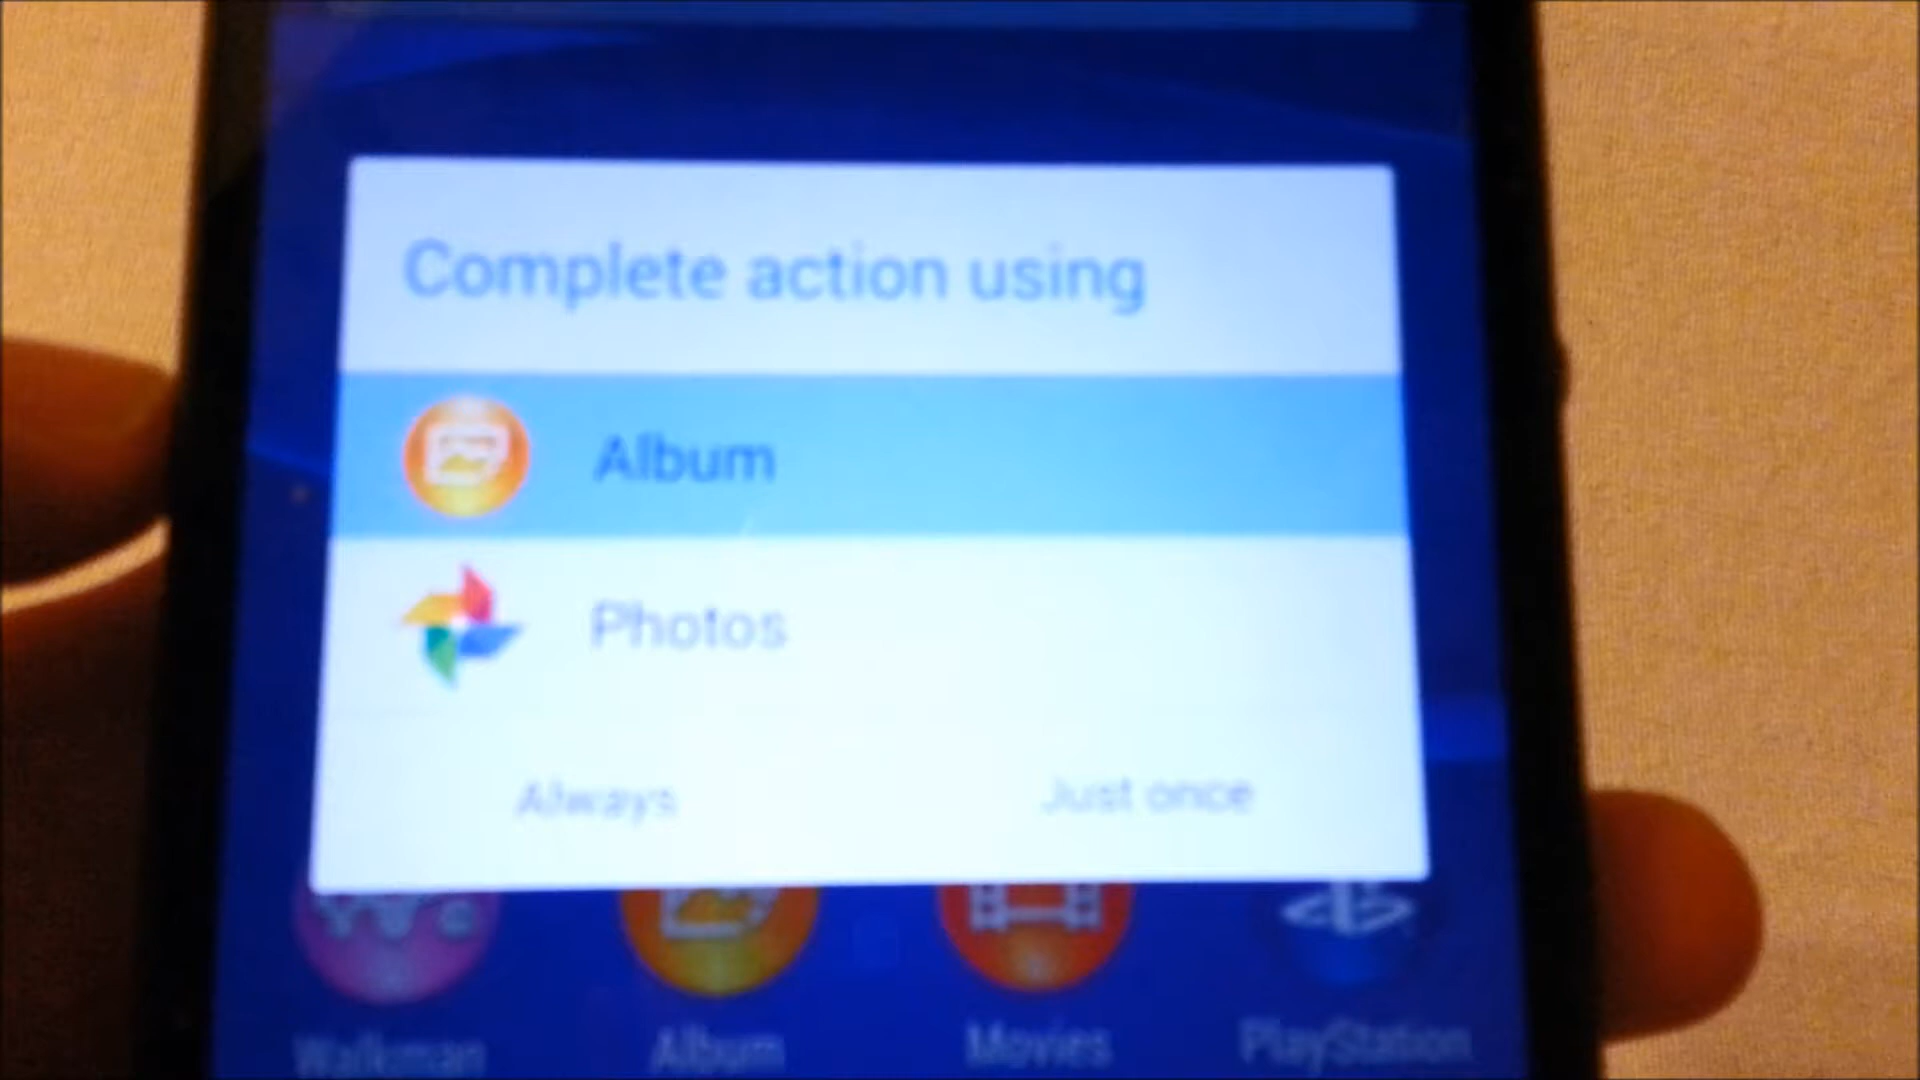 Complete action using
Album
Photos
Always Just once
Walkman Album Movies PlayStation